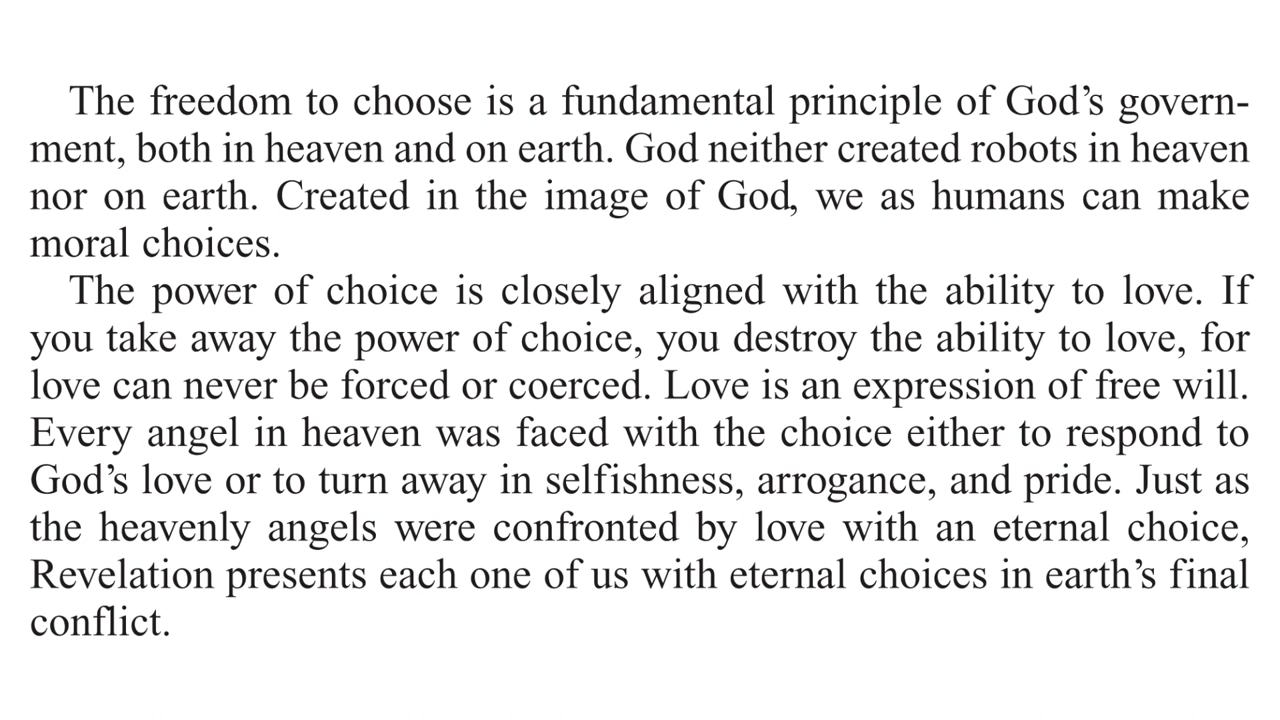 The freedom to choose is a fundamental principle of God’s govern-
ment, both in heaven and on earth. God neither created robots in heaven
nor on earth. Created in the image of God, we as humans can make
moral choices.
The power of choice is closely aligned with the ability to love. If
you take away the power of choice, you destroy the ability to love, for
love can never be forced or coerced. Love is an expression of free will.
Every angel in heaven was faced with the choice either to respond to
God’s love or to turn away in selfishness, arrogance, and pride. Just as
the heavenly angels were confronted by love with an eternal choice,
Revelation presents each one of us with eternal choices in earth’s final
conflict.